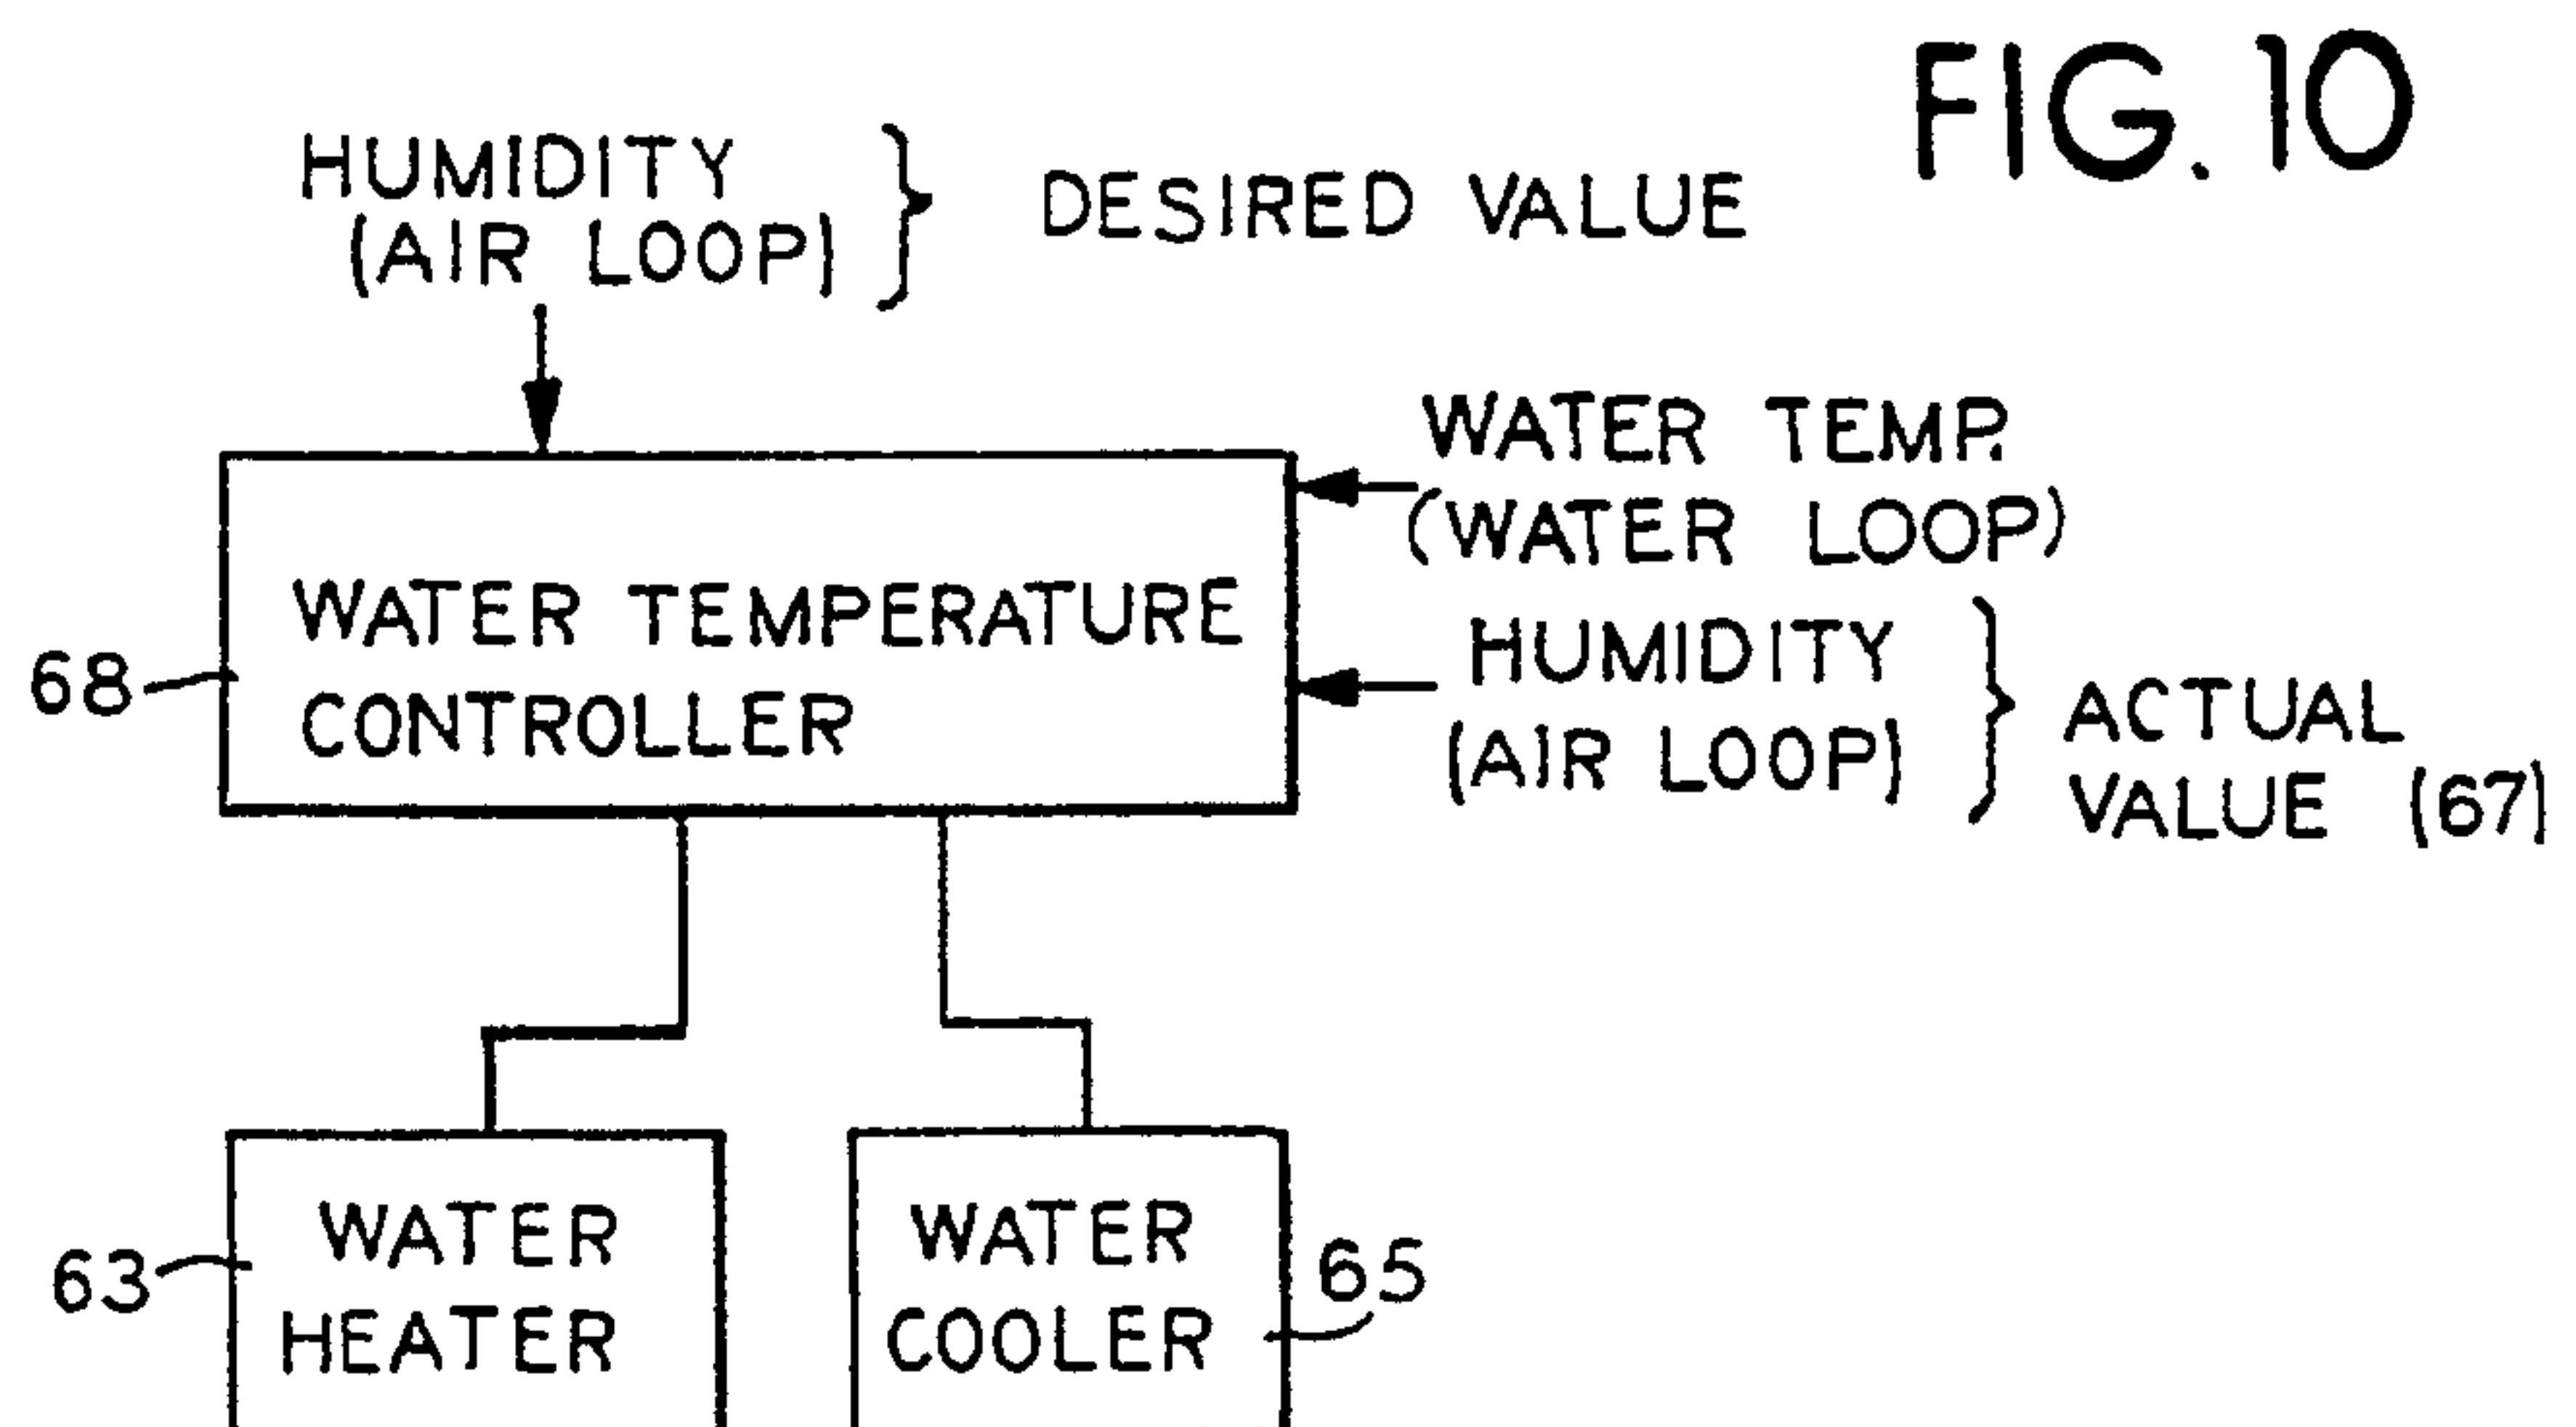 FIG. 10
HUMIDITY
(AIR LOOP)
DESIRED VALUE
WATER TEMP.
(WATER LOOP)
HUMIDITY
(AIR LOOP)
ACTUAL
VALUE (67)
WATER TEMPERATURE
CONTROLLER
68
WATER
HEATER
63
WATER
COOLER
65